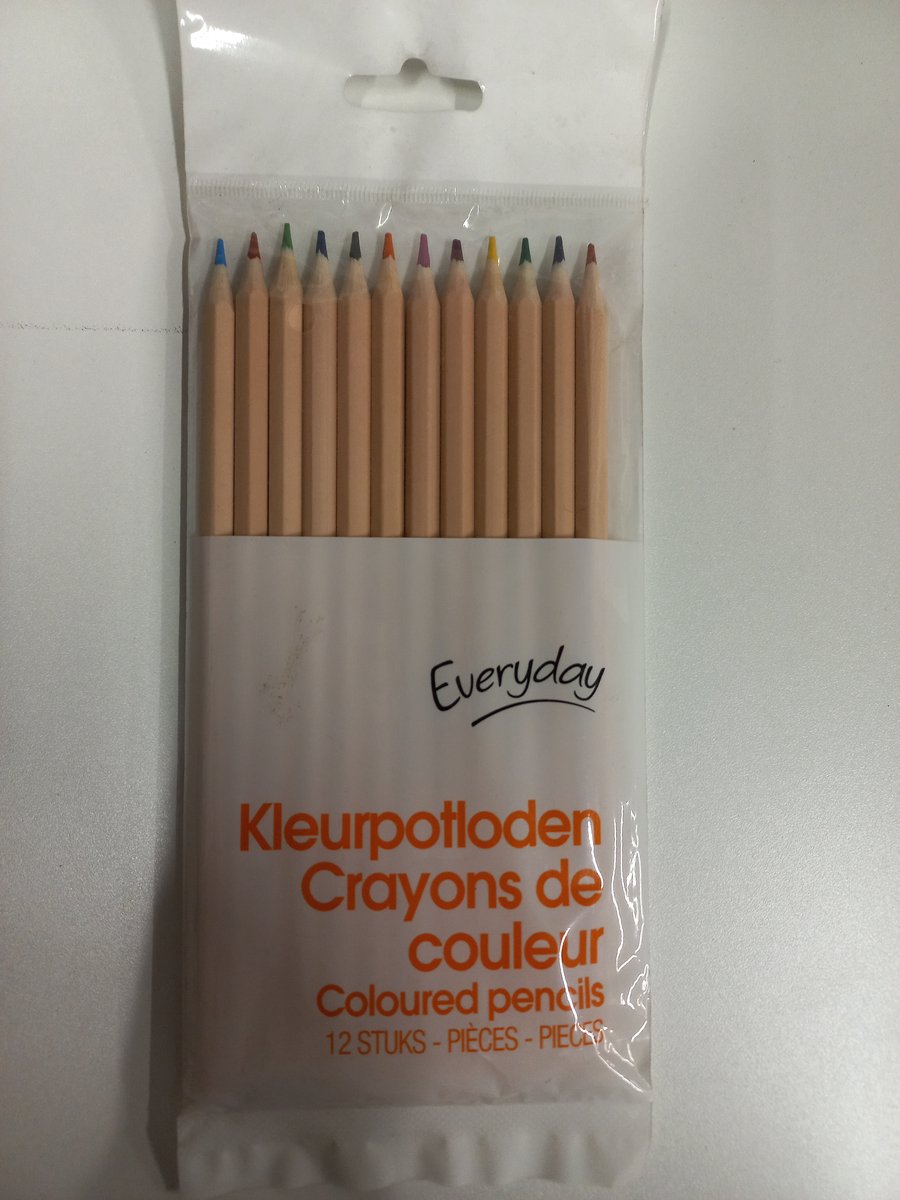 Everyday
Kleurpotloden
Crayons de
couleur
Coloured pencils
12 STUKS - PIÈCES - PIECES